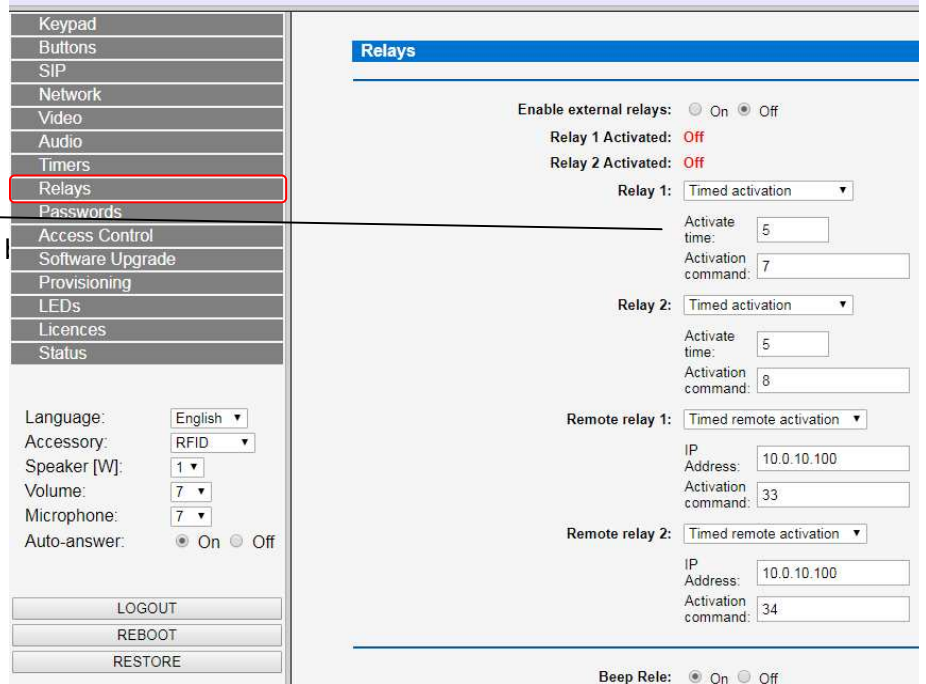 Keypad
Buttons
SIP
Network
Video
Audio
Timers
Relays
Passwords
Access Control
Software Upgrade
Provisioning
LEDs
Licences
Status
Language: English
Accessory: RFID
Speaker [W]: 1
Volume: 7
Microphone: 7
Auto-answer: On Off
LOGOUT
REBOOT
RESTORE
Relays
Enable external relays: On Off
Relay 1 Activated: Off
Relay 2 Activated: Off
Relay 1: Timed activation
Activate
time: 5
Activation
command: 7
Relay 2: Timed activation
Activate
time: 5
Activation
command: 8
Remote relay 1: Timed remote activation
IP
Address: 10.0.10.100
Activation
command: 33
Remote relay 2: Timed remote activation
IP
Address: 10.0.10.100
Activation
command: 34
Beep Rele: On Off